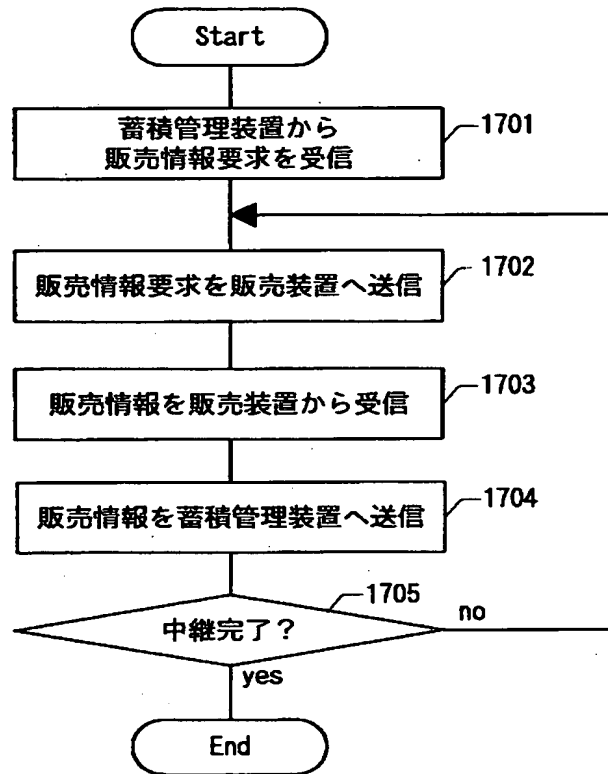 Start
蓄積管理装置から
販売情報要求を受信
1701
販売情報要求を販売装置へ送信
1702
販売情報を販売装置から受信
1703
販売情報を蓄積管理装置へ送信
1704
中継完了？
1705
no
yes
End